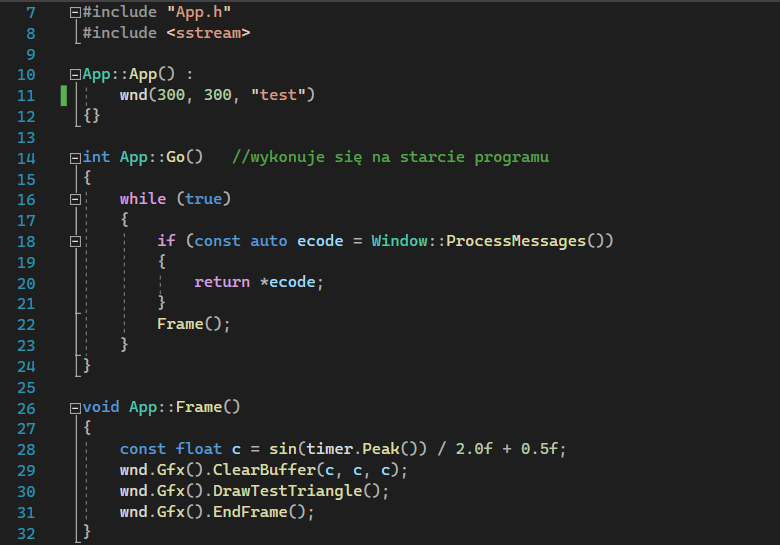 7 #include "App.h"
8 #include <sstream>
9
10 App::App() :
11     wnd(300, 300, "test")
12 {}
13
14 int App::Go()   //wykonuje się na starcie programu
15 {
16     while (true)
17     {
18         if (const auto ecode = Window::ProcessMessages())
19         {
20             return *ecode;
21         }
22         Frame();
23     }
24 }
25
26 void App::Frame()
27 {
28     const float c = sin(timer.Peak()) / 2.0f + 0.5f;
29     wnd.Gfx().ClearBuffer(c, c, c);
30     wnd.Gfx().DrawTestTriangle();
31     wnd.Gfx().EndFrame();
32 }